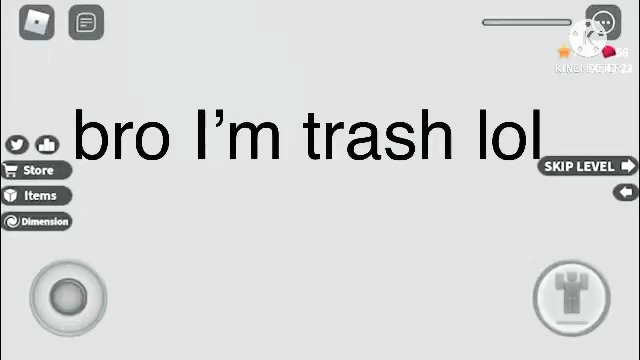 bro I'm trash lol
Store
SKIP LEVEL
Items
Dimension